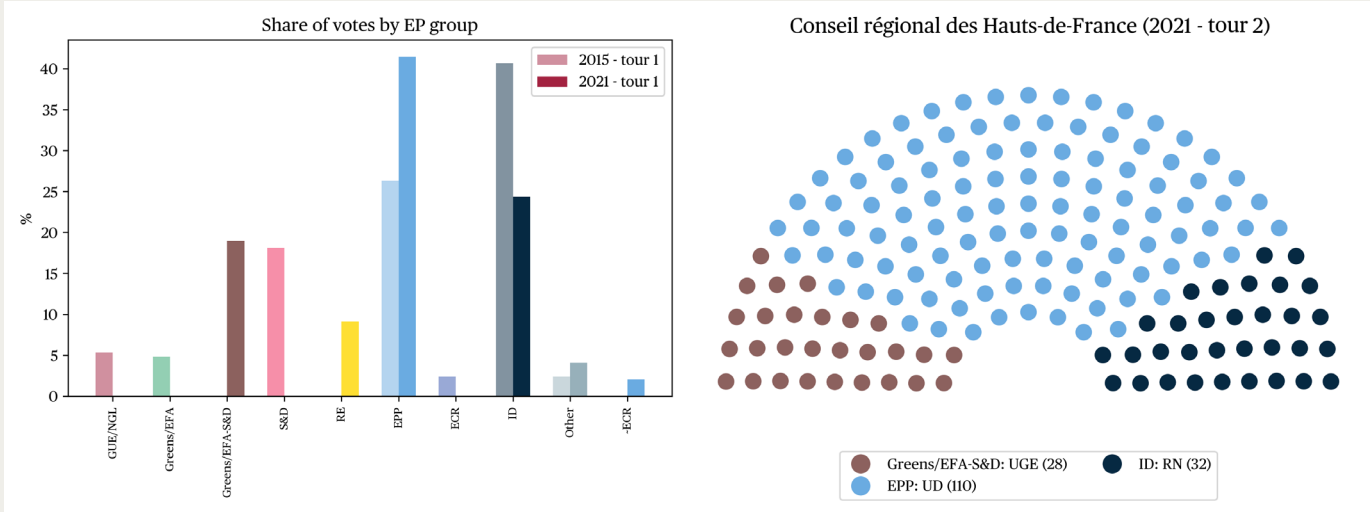 Share of votes by EP group
2015 - tour 1
2021 - tour 1
%
40
35
30
25
20
15
10
5
0
GUE/NGL
Greens/EFA
Greens/EFA-S&D
S&D
RE
EPP
ECR
ID
Other
-ECR
Conseil régional des Hauts-de-France (2021 - tour 2)
Greens/EFA-S&D: UGE (28)
EPP: UD (110)
ID: RN (32)